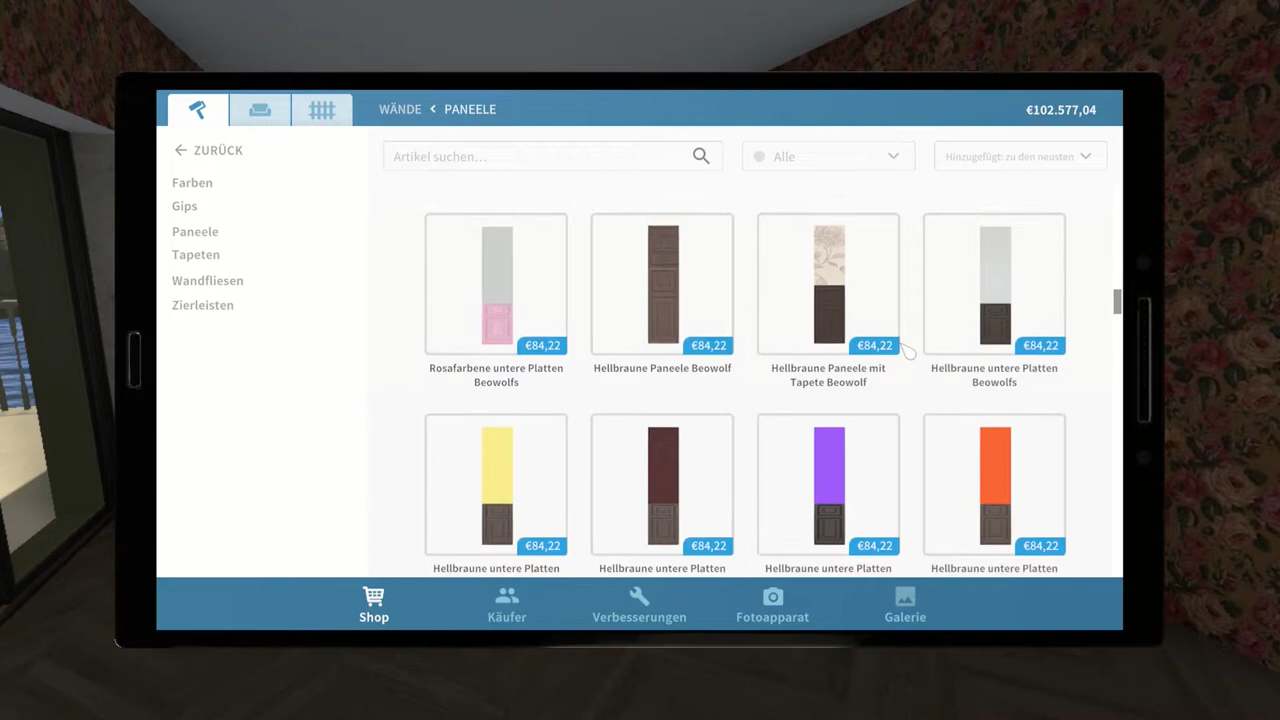 WÄNDE < PANEELE
€102.577,04
ZURÜCK
Farben
Gips
Paneele
Tapeten
Wandfliesen
Zierleisten
Artikel suchen...
Alle
Hinzugefügt: zu den neusten
€84,22
€84,22
€84,22
€84,22
Rosafarbene untere Platten
Beowolfs
Hellbraune Paneele Beowolf
Hellbraune Paneele mit
Tapete Beowolf
Hellbraune untere Platten
Beowolfs
€84,22
€84,22
€84,22
€84,22
Hellbraune untere Platten
Hellbraune untere Platten
Hellbraune untere Platten
Hellbraune untere Platten
Shop
Käufer
Verbesserungen
Fotoapparat
Galerie